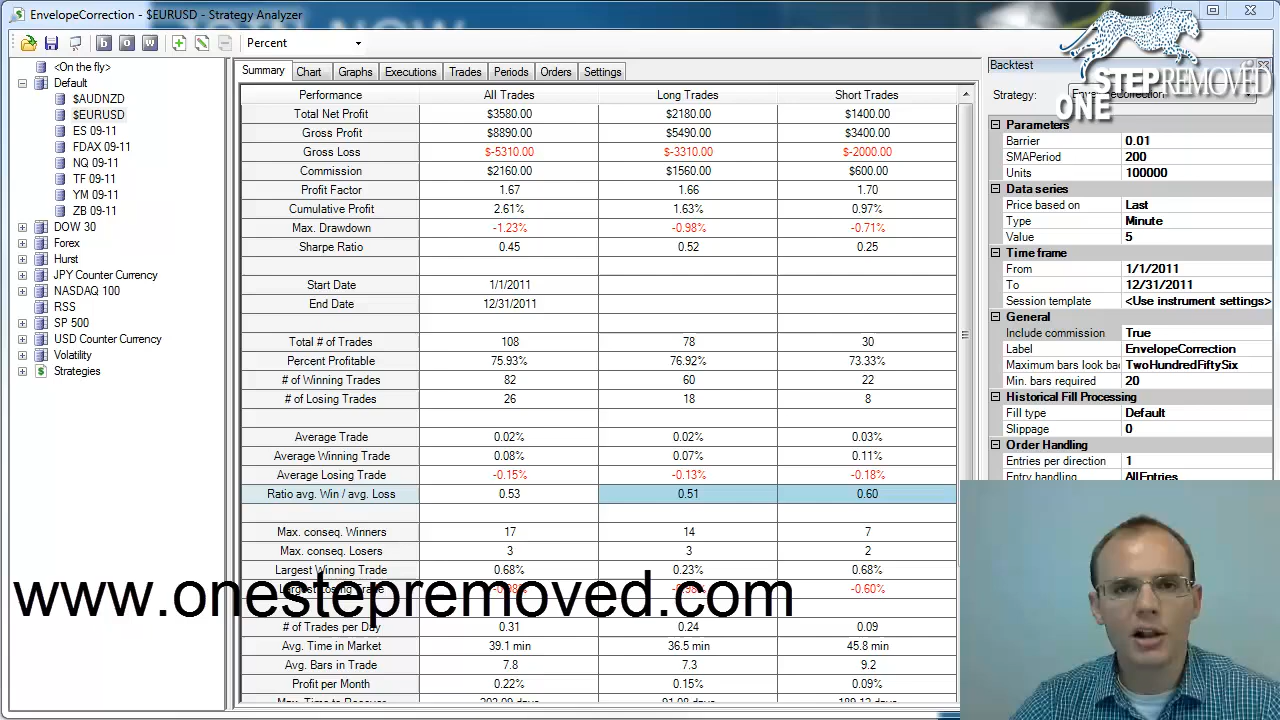 EnvelopeCorrection - $EURUSD - Strategy Analyzer
b o w Percent
<On the fly>
Default
$AUDNZD
$EURUSD
ES 09-11
FDAX 09-11
NQ 09-11
TF 09-11
YM 09-11
ZB 09-11
DOW 30
Forex
Hurst
JPY Counter Currency
NASDAQ 100
RSS
SP 500
USD Counter Currency
Volatility
Strategies
Summary Chart Graphs Executions Trades Periods Orders Settings
Performance All Trades Long Trades Short Trades
Total Net Profit $3580.00 $2180.00 $1400.00
Gross Profit $8890.00 $5490.00 $3400.00
Gross Loss $-5310.00 $-3310.00 $-2000.00
Commission $2160.00 $1560.00 $600.00
Profit Factor 1.67 1.66 1.70
Cumulative Profit 2.61% 1.63% 0.97%
Max. Drawdown -1.23% -0.98% -0.71%
Sharpe Ratio 0.45 0.52 0.25
Start Date 1/1/2011
End Date 12/31/2011
Total # of Trades 108 78 30
Percent Profitable 75.93% 76.92% 73.33%
# of Winning Trades 82 60 22
# of Losing Trades 26 18 8
Average Trade 0.02% 0.02% 0.03%
Average Winning Trade 0.08% 0.07% 0.11%
Average Losing Trade -0.15% -0.13% -0.18%
Ratio avg. Win / avg. Loss 0.53 0.51 0.60
Max. conseq. Winners 17 14 7
Max. conseq. Losers 3 3 2
Largest Winning Trade 0.68% 0.23% 0.68%
Largest Losing Trade -0.60%
www.onestepremoved.com
# of Trades per Day 0.31 0.24 0.09
Avg. Time in Market 39.1 min 36.5 min 45.8 min
Avg. Bars in Trade 7.8 7.3 9.2
Profit per Month 0.22% 0.15% 0.09%
Backtest
ONE STEPREMOVED
Strategy: EnvelopeCorrection
Parameters
Barrier 0.01
SMAPeriod 200
Units 100000
Data series
Price based on Last
Type Minute
Value 5
Time frame
From 1/1/2011
To 12/31/2011
Session template <Use instrument settings>
General
Include commission True
Label EnvelopeCorrection
Maximum bars look bac TwoHundredFiftySix
Min. bars required 20
Historical Fill Processing
Fill type Default
Slippage 0
Order Handling
Entries per direction 1
Entry handling AllEntries